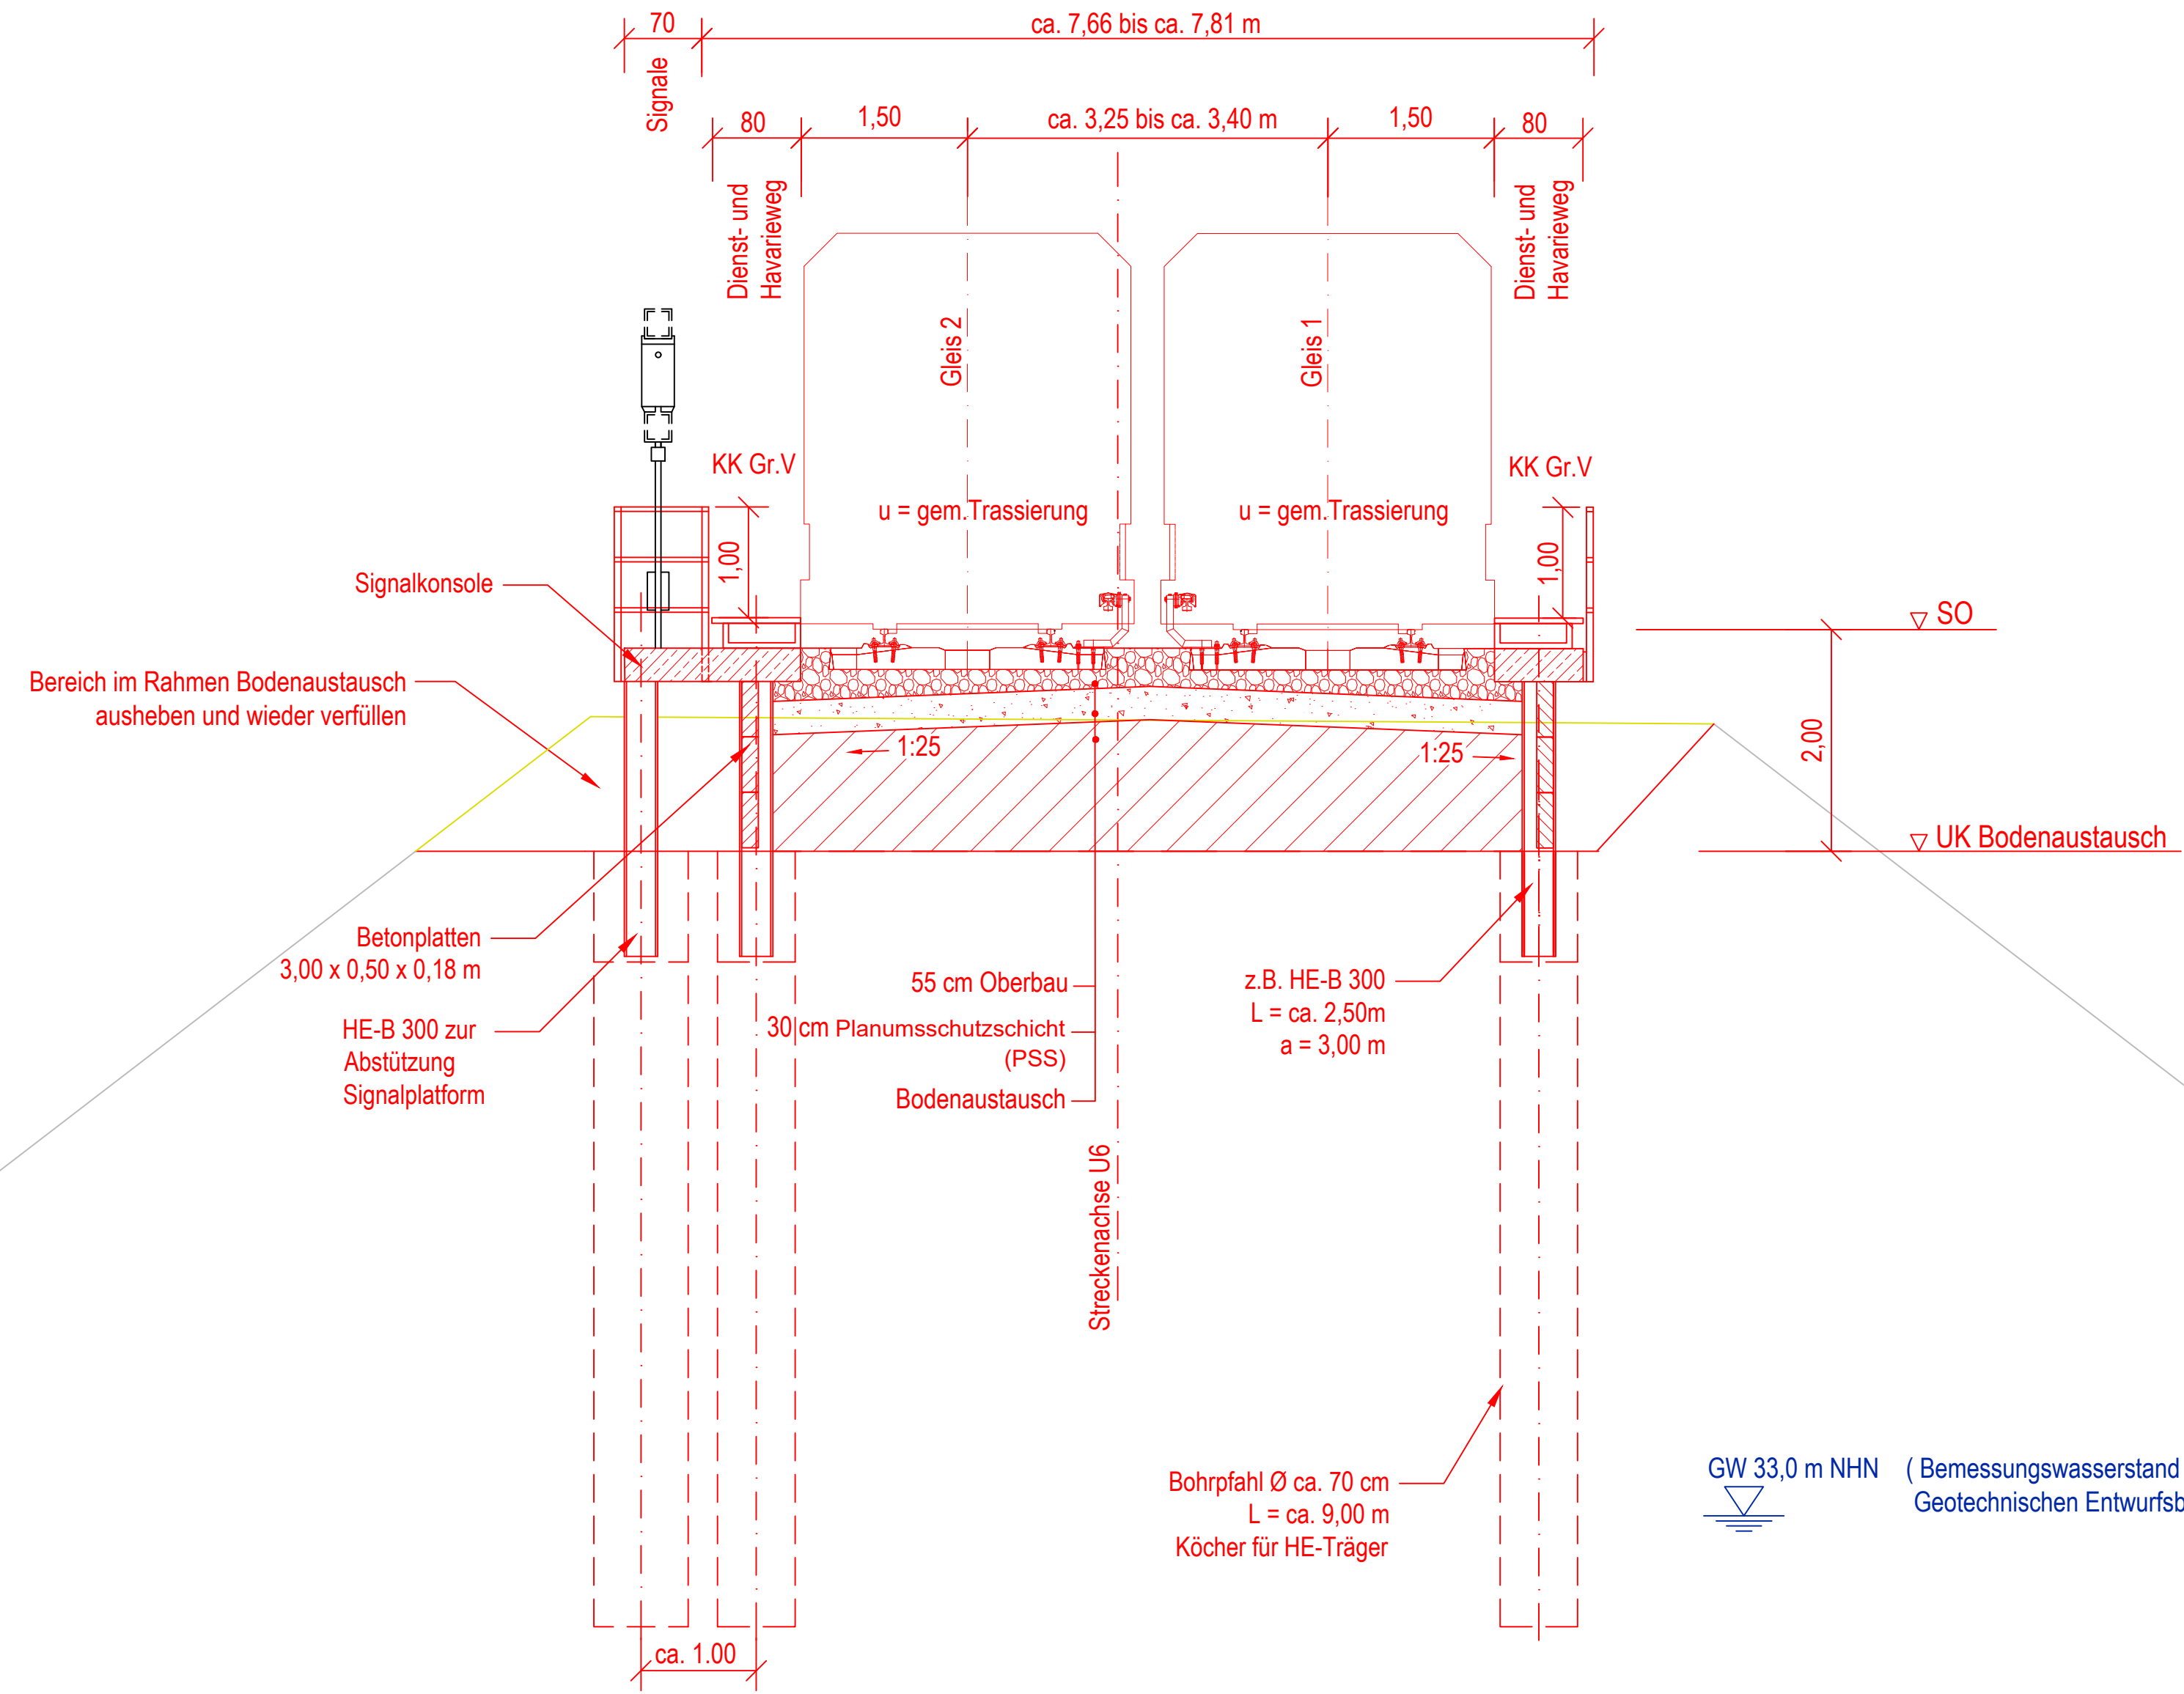 70
ca. 7,66 bis ca. 7,81 m
Signale
80
1,50
ca. 3,25 bis ca. 3,40 m
1,50
80
Dienst- und
Havarieweg
Dienst- und
Havarieweg
Gleis 2
Gleis 1
KK Gr.V
KK Gr.V
u = gem.Trassierung
u = gem.Trassierung
1,00
1,00
Signalkonsole
SO
Bereich im Rahmen Bodenaustausch
ausheben und wieder verfüllen
1:25
1:25
2,00
UK Bodenaustausch
Betonplatten
3,00 x 0,50 x 0,18 m
HE-B 300 zur
Abstützung
Signalplatform
55 cm Oberbau
30 cm Planumsschutzschicht
(PSS)
Bodenaustausch
z.B. HE-B 300
L = ca. 2,50m
a = 3,00 m
Streckenachse U6
Bohrpfahl Ø ca. 70 cm
L = ca. 9,00 m
Köcher für HE-Träger
GW 33,0 m NHN ( Bemessungswasserstand
Geotechnischen Entwurfsb
ca. 1.00